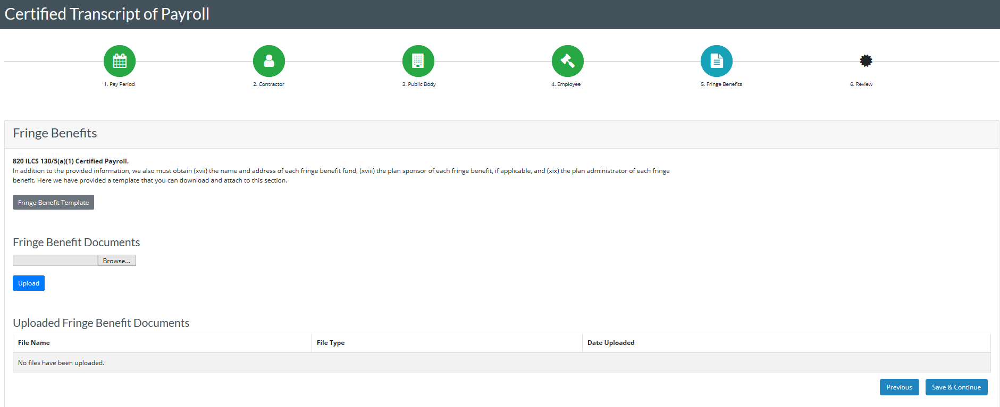 Certified Transcript of Payroll
1. Pay Period
2. Contractor
3. Public Body
4. Employee
5. Fringe Benefits
6. Review
Fringe Benefits
820 ILCS 130/5(a)(1) Certified Payroll.
In addition to the provided information, we also must obtain (xvii) the name and address of each fringe benefit fund, (xviii) the plan sponsor of each fringe benefit, if applicable, and (xix) the plan administrator of each fringe
benefit. Here we have provided a template that you can download and attach to this section.
Fringe Benefit Template
Fringe Benefit Documents
Browse...
Upload
Uploaded Fringe Benefit Documents
File Name
File Type
Date Uploaded
No files have been uploaded.
Previous
Save & Continue